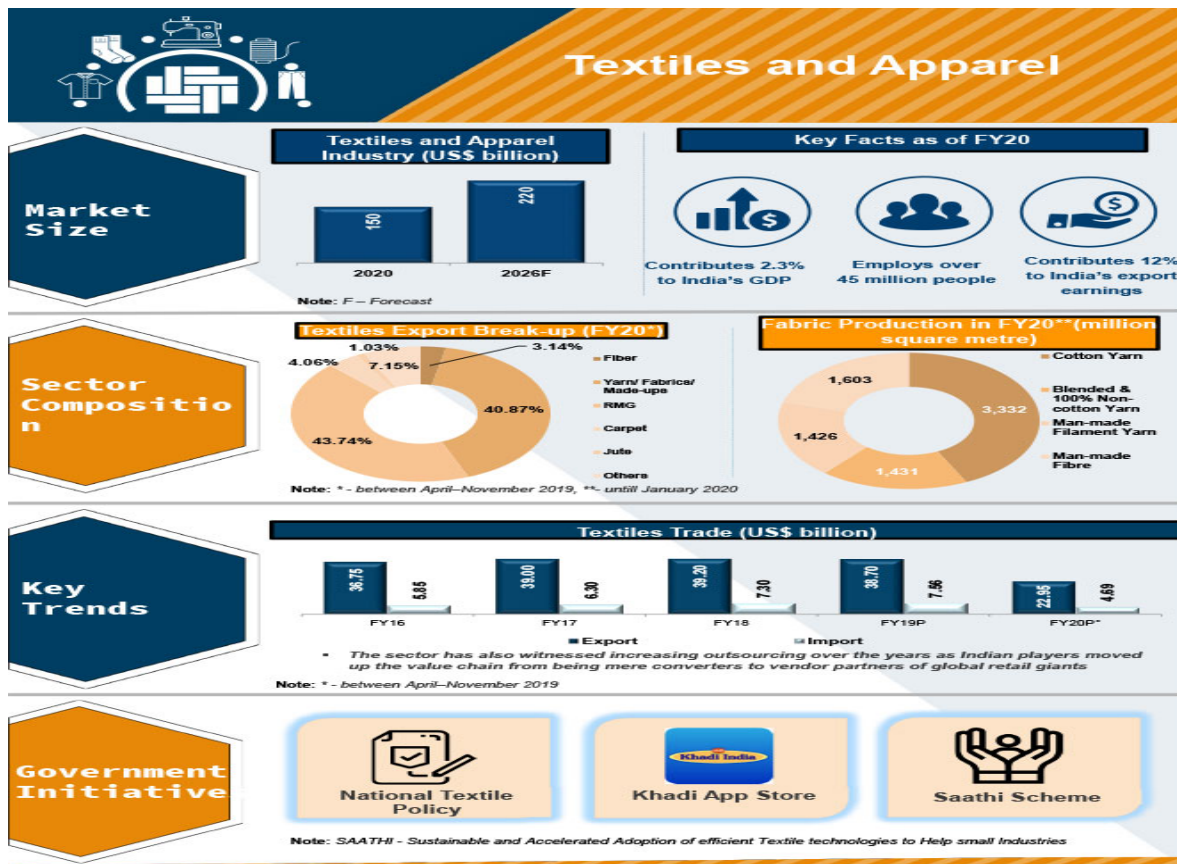 Textiles and Apparel
Market
Size
Textiles and Apparel
Industry (US$ billion)
150
220
2020
2026F
Note: F – Forecast
Key Facts as of FY20
Contributes 2.3%
to India's GDP
Employs over
45 million people
Contributes 12%
to India's export
earnings
Sector
Compositio
n
Textiles Export Break-up (FY20*)
1.03%
3.14%
4.06%
7.15%
40.87%
43.74%
Fiber
Yarn/ Fabrics/
Made-ups
RMG
Carpet
Jute
Others
Note: * - between April–November 2019, **- untill January 2020
Fabric Production in FY20**(million
square metre)
1,603
3,332
1,426
1,431
Cotton Yarn
Blended &
100% Non-
cotton Yarn
Man-made
Filament Yarn
Man-made
Fibre
Key
Trends
Textiles Trade (US$ billion)
36.75
5.85
39.00
6.30
39.20
7.30
38.70
7.56
22.95
4.69
FY16
FY17
FY18
FY19P
FY20P*
Export
Import
▪ The sector has also witnessed increasing outsourcing over the years as Indian players moved
up the value chain from being mere converters to vendor partners of global retail giants
Note: * - between April–November 2019
Government
Initiative
National Textile
Policy
Khadi India
Khadi App Store
Saathi Scheme
Note: SAATHI - Sustainable and Accelerated Adoption of efficient Textile technologies to Help small Industries